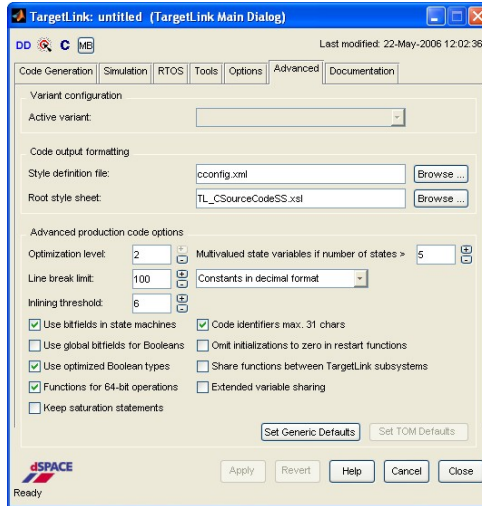 TargetLink: untitled (TargetLink Main Dialog)
DD C MB Last modified: 22-May-2006 12:02:36
Code Generation Simulation RTOS Tools Options Advanced Documentation
Variant configuration
Active variant:
Code output formatting
Style definition file: cconfig.xml Browse ...
Root style sheet: TL_CSourceCodeSS.xsl Browse ...
Advanced production code options
Optimization level: 2 Multivalued state variables if number of states > 5
Line break limit: 100 Constants in decimal format
Inlining threshold: 6
Use bitfields in state machines Code identifiers max. 31 chars
Use global bitfields for Booleans Omit initializations to zero in restart functions
Use optimized Boolean types Share functions between TargetLink subsystems
Functions for 64-bit operations Extended variable sharing
Keep saturation statements
Set Generic Defaults Set TOM Defaults
dSPACE Apply Revert Help Cancel Close
Ready